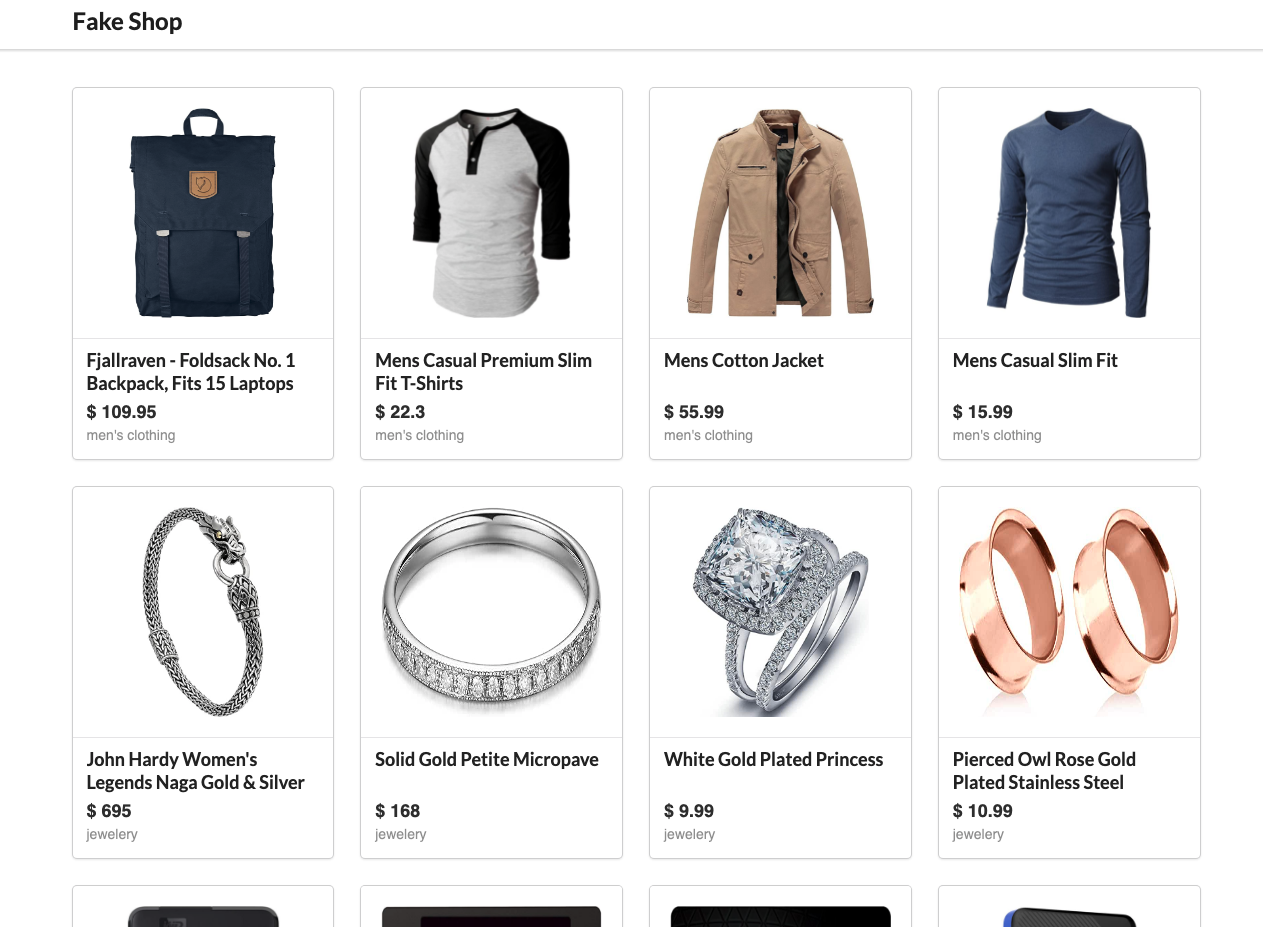 Fake Shop
Fjallraven - Foldsack No. 1
Backpack, Fits 15 Laptops
$ 109.95
men's clothing
Mens Casual Premium Slim
Fit T-Shirts
$ 22.3
men's clothing
Mens Cotton Jacket
$ 55.99
men's clothing
Mens Casual Slim Fit
$ 15.99
men's clothing
John Hardy Women's
Legends Naga Gold & Silver
$ 695
jewelery
Solid Gold Petite Micropave
$ 168
jewelery
White Gold Plated Princess
$ 9.99
jewelery
Pierced Owl Rose Gold
Plated Stainless Steel
$ 10.99
jewelery